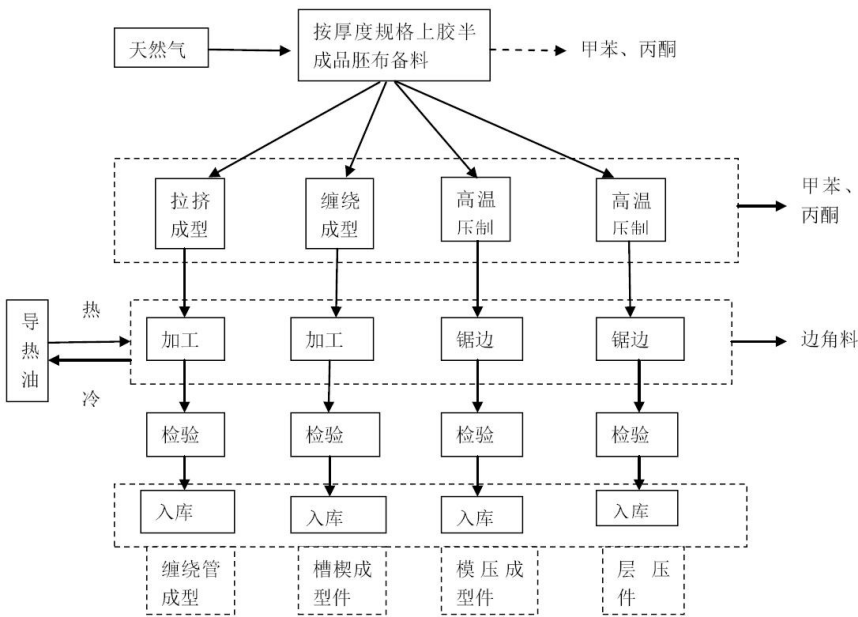 天然气
按厚度规格上胶半
成品胚布备料
甲苯、丙酮
拉挤
成型
缠绕
成型
高温
压制
高温
压制
甲苯、
丙酮
导
热
油
热
冷
加工
加工
锯边
锯边
边角料
检验
检验
检验
检验
入库
入库
入库
入库
缠绕管
成型
槽楔成
型件
模压成
型件
层压
件